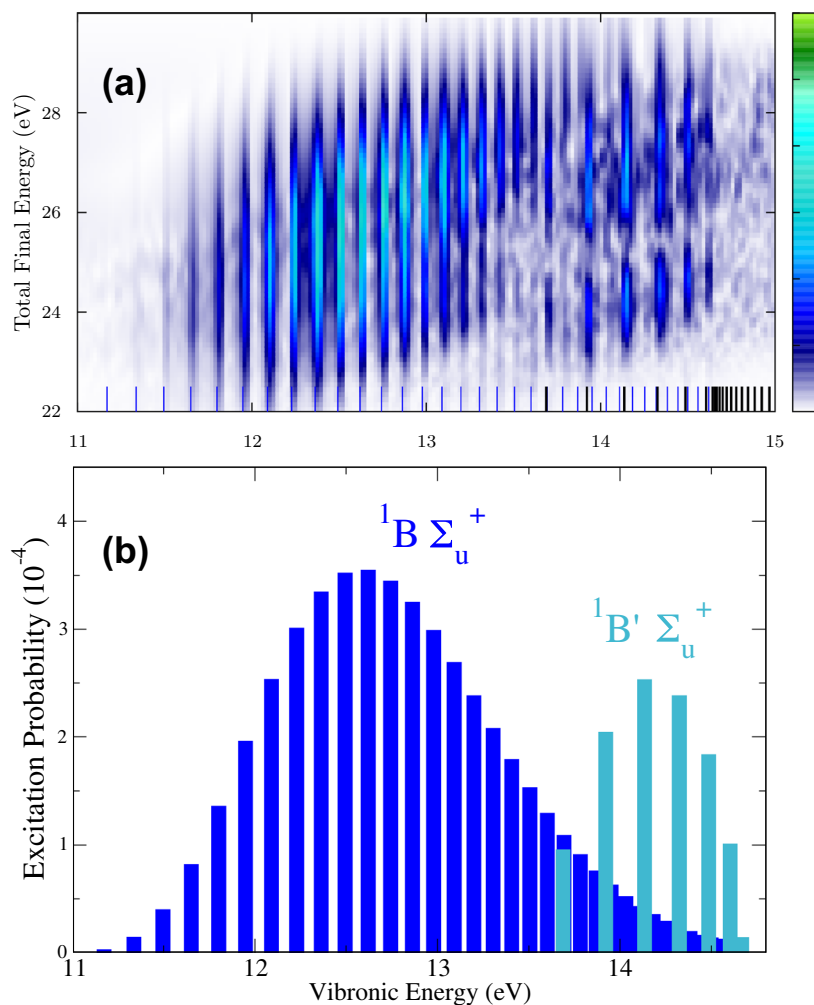 (a)
Total Final Energy (eV)
28
26
24
22
11 12 13 14 15
(b)
¹B Σᵤ⁺
¹B' Σᵤ⁺
Excitation Probability (10⁻⁴)
4
3
2
1
0
11 12 13 14
Vibronic Energy (eV)